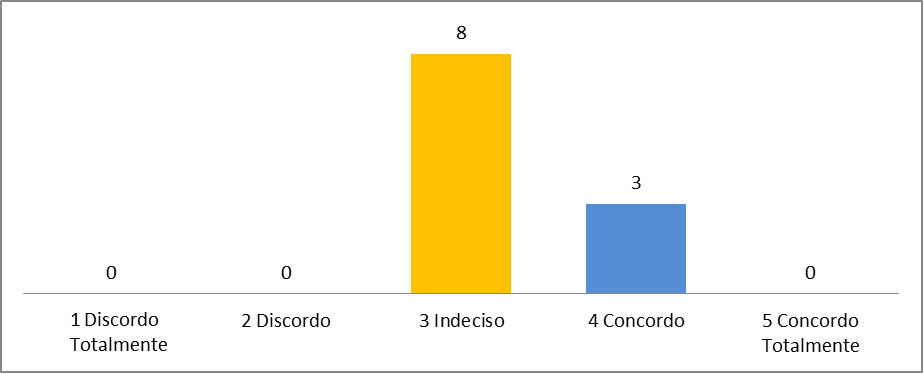 8
3
0
0
0
1 Discordo Totalmente
2 Discordo
3 Indeciso
4 Concordo
5 Concordo Totalmente